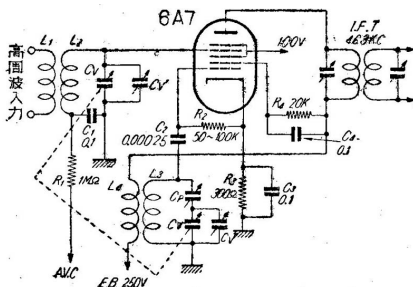 6A7
高周波入力
L1
L2
CV
CV'
C1
0.1
R1
1MΩ
A.V.C
C2
0.00025
R2
50~100K
100V
I.F.T
463KC
R4 20K
C4
0.1
R3
300Ω
C3
0.1
L4
L3
CP
CV
CV'
E.B 250V